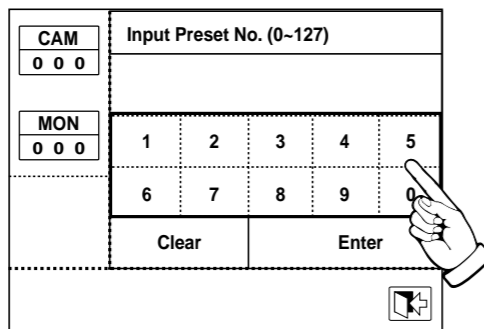 CAM
0 0 0
Input Preset No. (0~127)
MON
0 0 0
1 2 3 4 5
6 7 8 9 0
Clear Enter